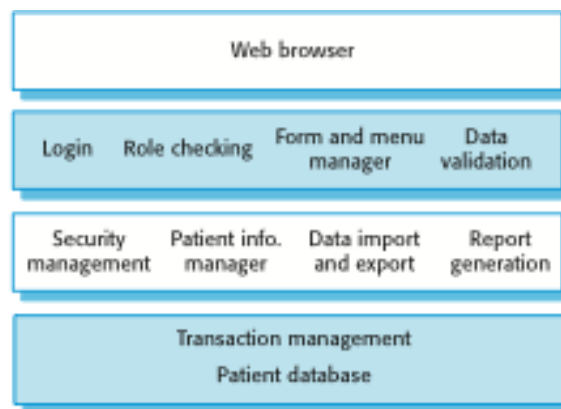 Web browser
Login Role checking Form and menu manager Data validation
Security management Patient info. manager Data import and export Report generation
Transaction management
Patient database